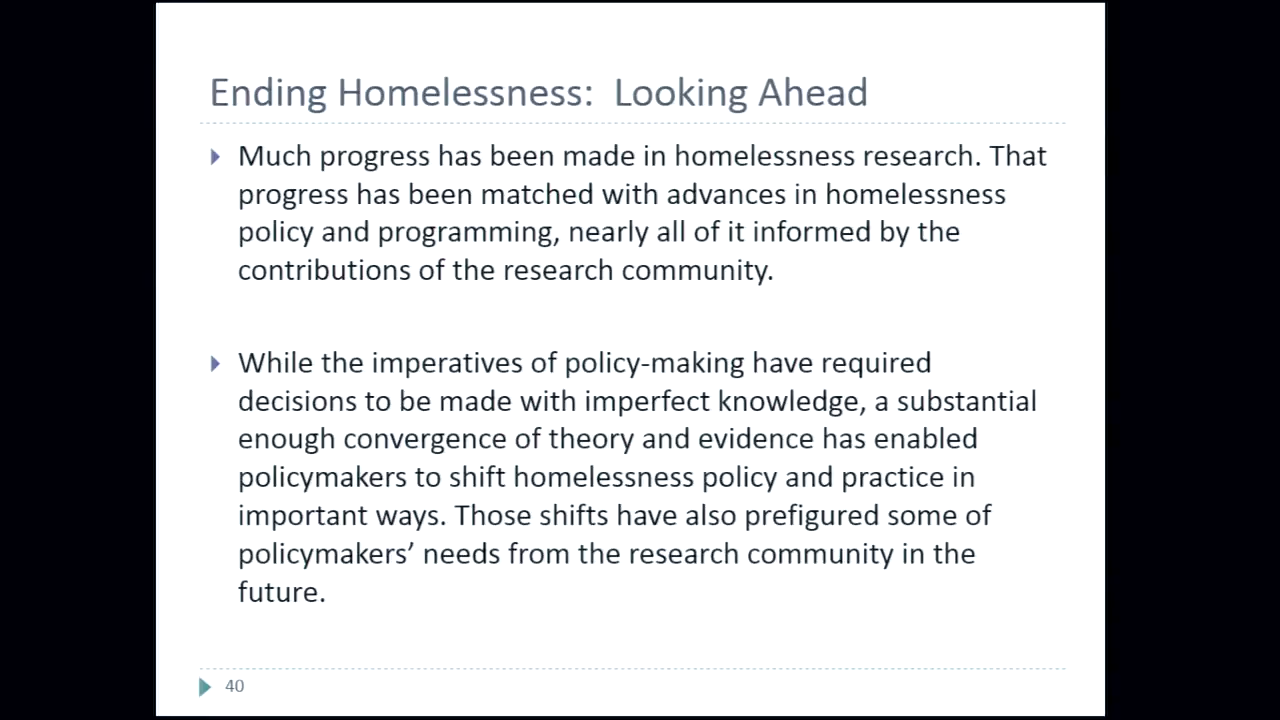 Ending Homelessness:  Looking Ahead
Much progress has been made in homelessness research. That
progress has been matched with advances in homelessness
policy and programming, nearly all of it informed by the
contributions of the research community.
While the imperatives of policy-making have required
decisions to be made with imperfect knowledge, a substantial
enough convergence of theory and evidence has enabled
policymakers to shift homelessness policy and practice in
important ways. Those shifts have also prefigured some of
policymakers’ needs from the research community in the
future.
40